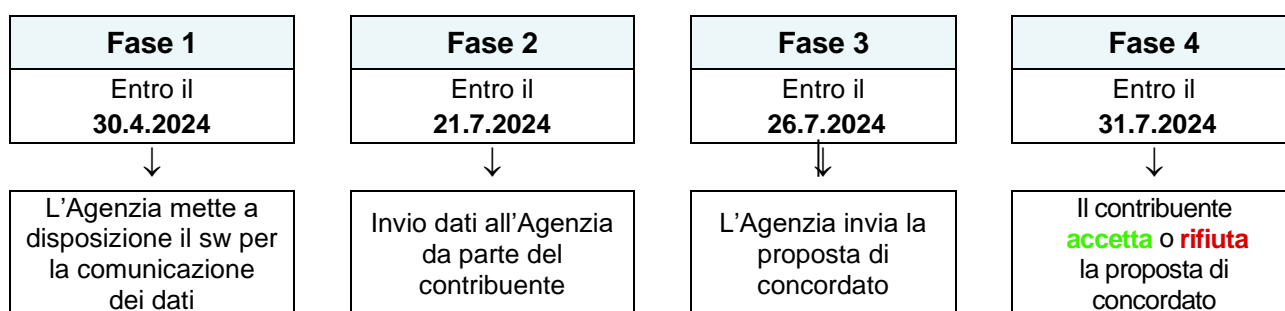 Fase 1
Entro il
30.4.2024
↓
L'Agenzia mette a
disposizione il sw per
la comunicazione
dei dati
Fase 2
Entro il
21.7.2024
↓
Invio dati all'Agenzia
da parte del
contribuente
Fase 3
Entro il
26.7.2024
↓
L'Agenzia invia la
proposta di
concordato
Fase 4
Entro il
31.7.2024
↓
Il contribuente
accetta o rifiuta
la proposta di
concordato